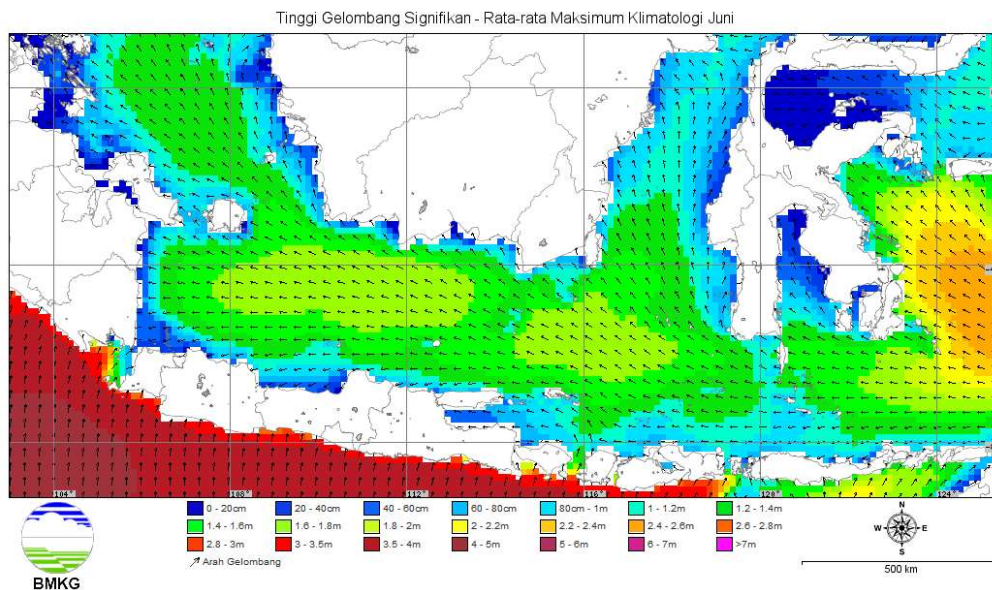 Tinggi Gelombang Signifikan - Rata-rata Maksimum Klimatologi Juni
104° 108° 112° 116° 120° 124°
0 - 20cm 20 - 40cm 40 - 60cm 60 - 80cm 80cm - 1m 1 - 1.2m 1.2 - 1.4m
1.4 - 1.6m 1.6 - 1.8m 1.8 - 2m 2 - 2.2m 2.2 - 2.4m 2.4 - 2.6m 2.6 - 2.8m
2.8 - 3m 3 - 3.5m 3.5 - 4m 4 - 5m 5 - 6m 6 - 7m >7m
Arah Gelombang
BMKG
N
W E
S
500 km